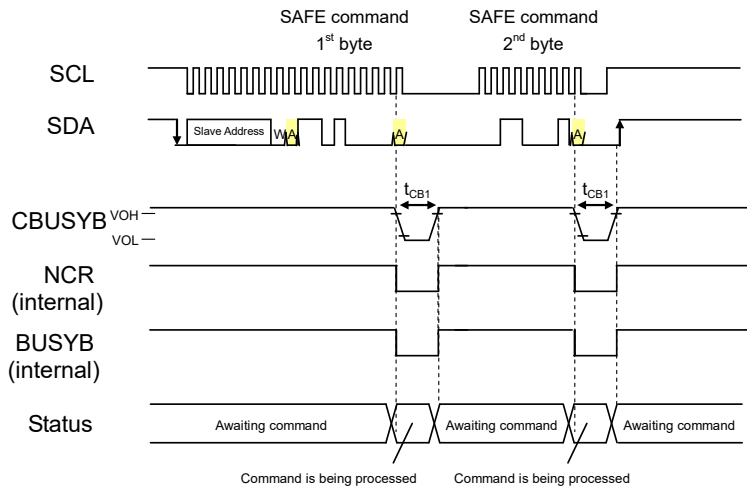 SAFE command
1st byte
SAFE command
2nd byte
SCL
SDA
Slave Address
W
A
A
A
tCB1
tCB1
CBUSYB
VOH
VOL
NCR
(internal)
BUSYB
(internal)
Status
Awaiting command
Awaiting command
Awaiting command
Command is being processed
Command is being processed